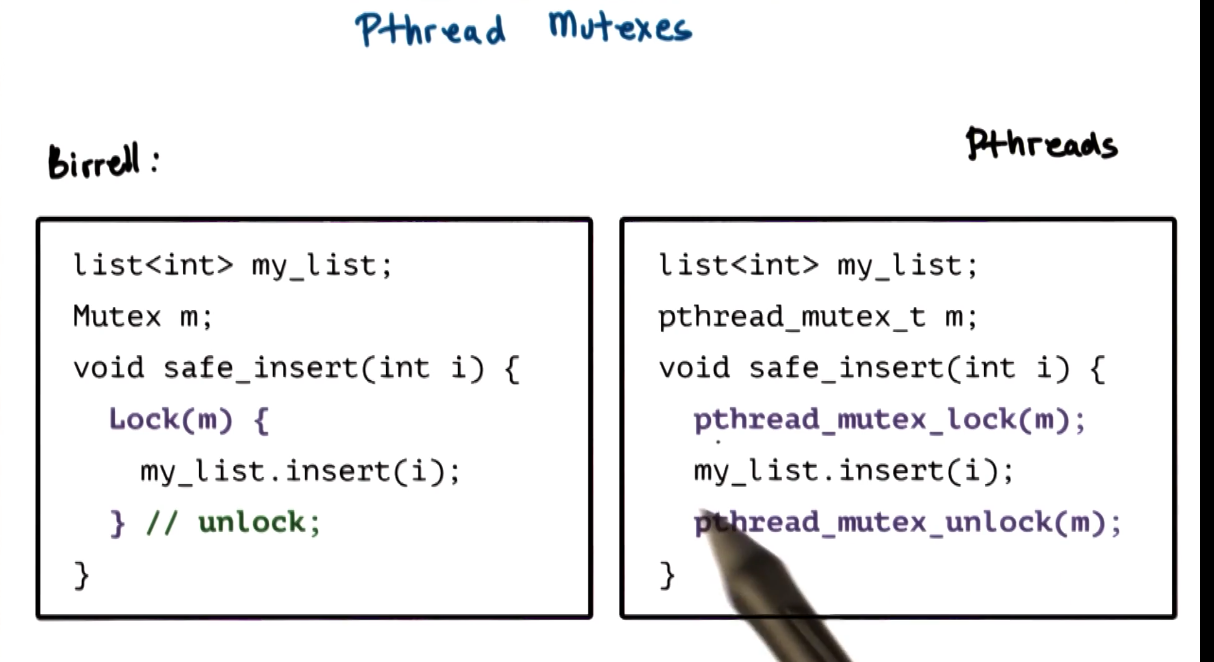 Pthread Mutexes
Birrell:
list<int> my_list;
Mutex m;
void safe_insert(int i) {
Lock(m) {
my_list.insert(i);
} // unlock;
}
Pthreads
list<int> my_list;
pthread_mutex_t m;
void safe_insert(int i) {
pthread_mutex_lock(m);
my_list.insert(i);
pthread_mutex_unlock(m);
}